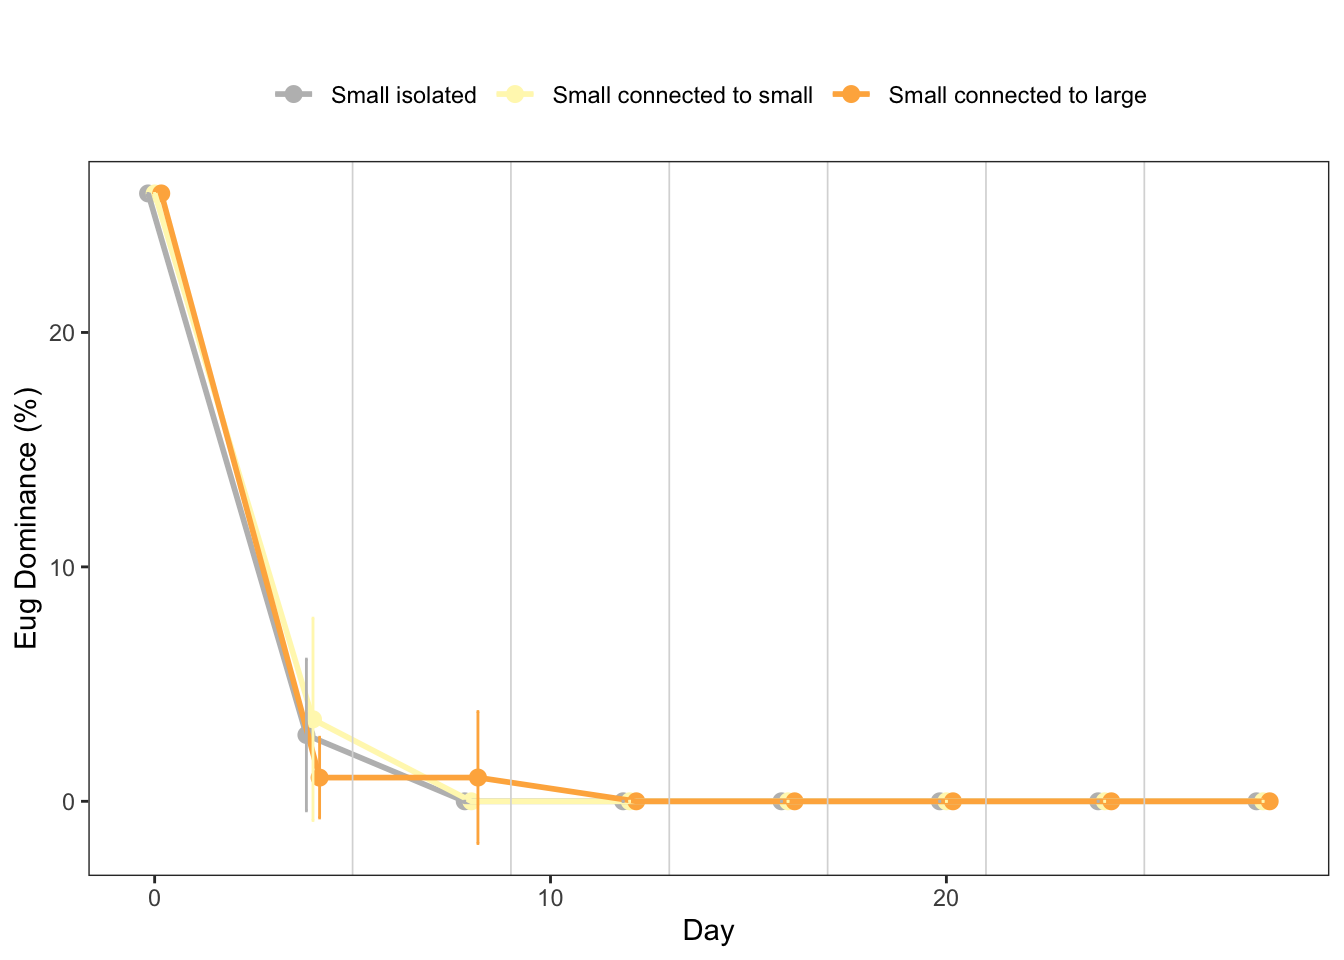 Small isolated Small connected to small Small connected to large
Eug Dominance (%)
20
10
0
0 10 20
Day